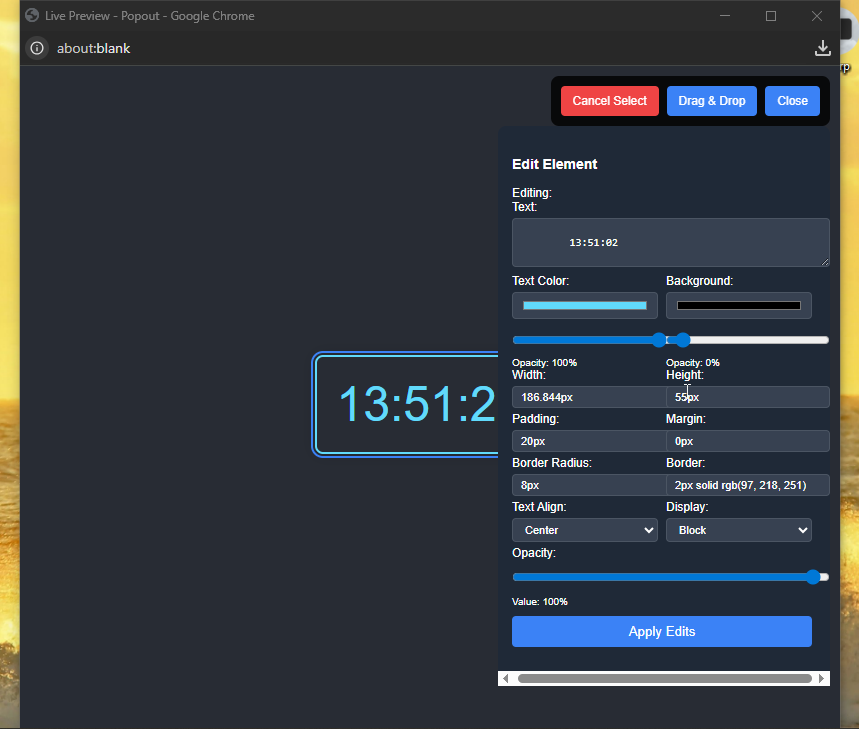 Live Preview - Popout - Google Chrome
about:blank
Cancel Select Drag & Drop Close
Edit Element
Editing:
Text:
13:51:02
Text Color: Background:
Opacity: 100% Opacity: 0%
Width: Height:
186.844px 55px
Padding: Margin:
20px 0px
Border Radius: Border:
8px 2px solid rgb(97, 218, 251)
Text Align: Display:
Center Block
Opacity:
Value: 100%
Apply Edits
13:51:2
rp